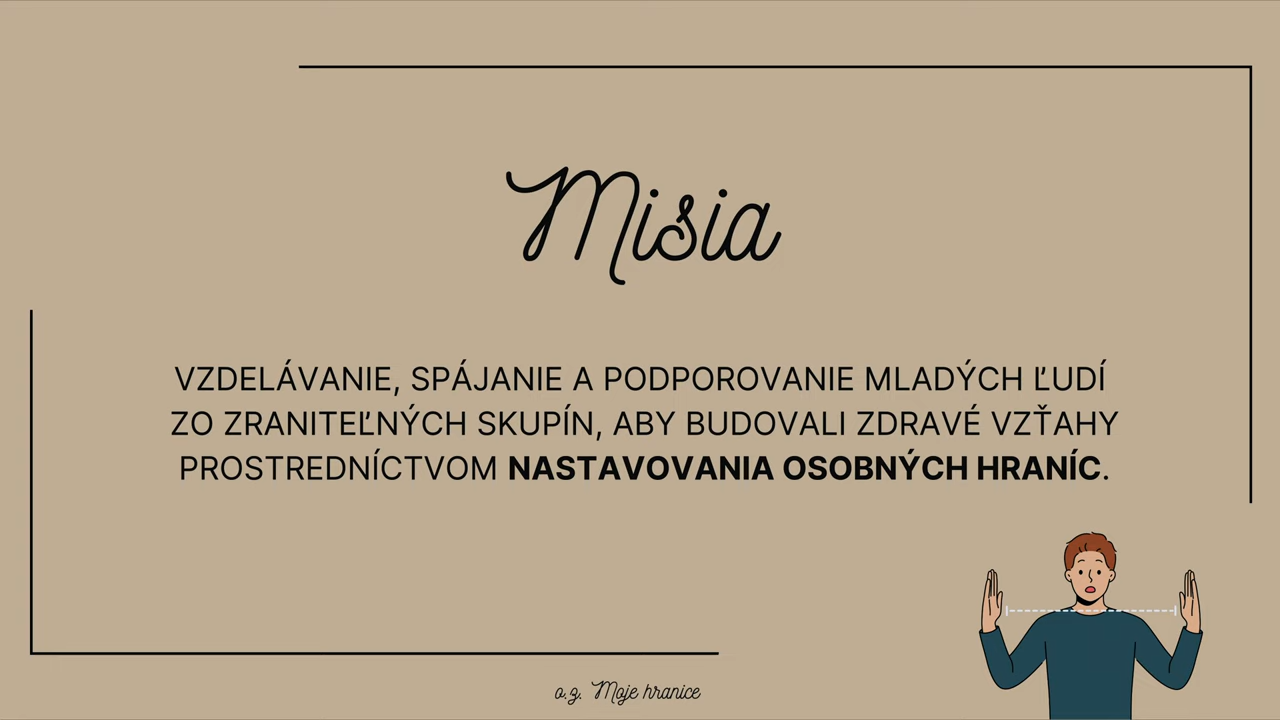 Misia
VZDELÁVANIE, SPÁJANIE A PODPOROVANIE MLADÝCH ĽUDÍ
ZO ZRANITEĽNÝCH SKUPÍN, ABY BUDOVALI ZDRAVÉ VZŤAHY
PROSTREDNÍCTVOM NASTAVOVANIA OSOBNÝCH HRANÍC.
o.z. Moje hranice